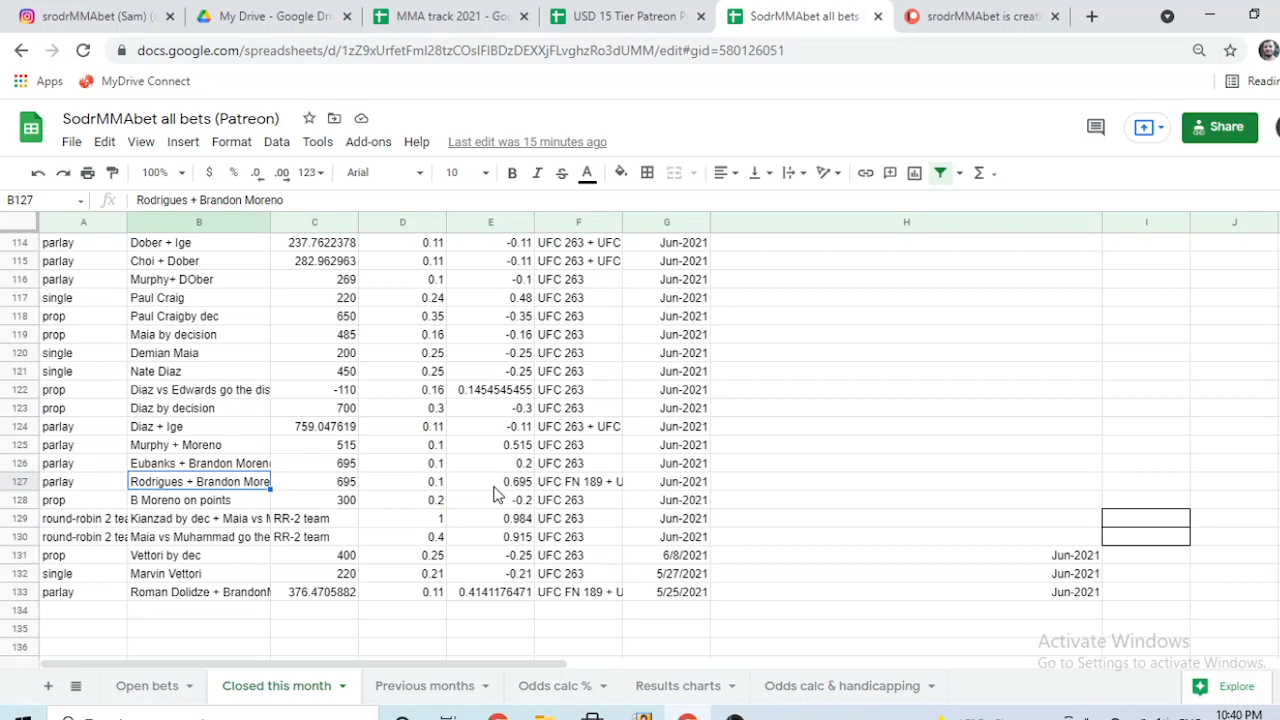 (Sam)
My Drive - Google Dri
MMA track 2021 - Google
USD 15 Tier Patreon P
SodrMMAbet all bets (
srodrMMAbet is creati
docs.google.com/spreadsheets/d/1zZ9xUrfetFmI28tzCOsIFIBDzDEXXjFLvghzRo3dUMM/edit#gid=580126051
Apps MyDrive Connect Readin
SodrMMAbet all bets (Patreon)
File Edit View Insert Format Data Tools Add-ons Help Last edit was 15 minutes ago
Share
100% $ % .0 .00 123 Arial 10 B I S A
B127 fx Rodrigues + Brandon Moreno
A B C D E F G H I J
114 parlay Dober + Ige 237.7622378 0.11 -0.11 UFC 263 + UFC Jun-2021
115 parlay Choi + Dober 282.962963 0.11 -0.11 UFC 263 + UFC Jun-2021
116 parlay Murphy+ DOber 269 0.1 -0.1 UFC 263 Jun-2021
117 single Paul Craig 220 0.24 0.48 UFC 263 Jun-2021
118 prop Paul Craigby dec 650 0.35 -0.35 UFC 263 Jun-2021
119 prop Maia by decision 485 0.16 -0.16 UFC 263 Jun-2021
120 single Demian Maia 200 0.25 -0.25 UFC 263 Jun-2021
121 single Nate Diaz 450 0.25 -0.25 UFC 263 Jun-2021
122 prop Diaz vs Edwards go the dis -110 0.16 0.1454545455 UFC 263 Jun-2021
123 prop Diaz by decision 700 0.3 -0.3 UFC 263 Jun-2021
124 parlay Diaz + Ige 759.047619 0.11 -0.11 UFC 263 + UFC Jun-2021
125 parlay Murphy + Moreno 515 0.1 0.515 UFC 263 Jun-2021
126 parlay Eubanks + Brandon Moreno 695 0.1 0.2 UFC 263 Jun-2021
127 parlay Rodrigues + Brandon More 695 0.1 0.695 UFC FN 189 + U Jun-2021
128 prop B Moreno on points 300 0.2 -0.2 UFC 263 Jun-2021
129 round-robin 2 tea Kianzad by dec + Maia vs M RR-2 team 1 0.984 UFC 263 Jun-2021
130 round-robin 2 tea Maia vs Muhammad go the RR-2 team 0.4 0.915 UFC 263 Jun-2021
131 prop Vettori by dec 400 0.25 -0.25 UFC 263 6/8/2021 Jun-2021
132 single Marvin Vettori 220 0.21 -0.21 UFC 263 5/27/2021 Jun-2021
133 parlay Roman Dolidze + BrandonM 376.4705882 0.11 0.4141176471 UFC FN 189 + U 5/25/2021 Jun-2021
134
135
136
Activate Windows
Go to Settings to activate Windows.
Open bets Closed this month Previous months Odds calc % Results charts Odds calc & handicapping Explore
10:40 PM